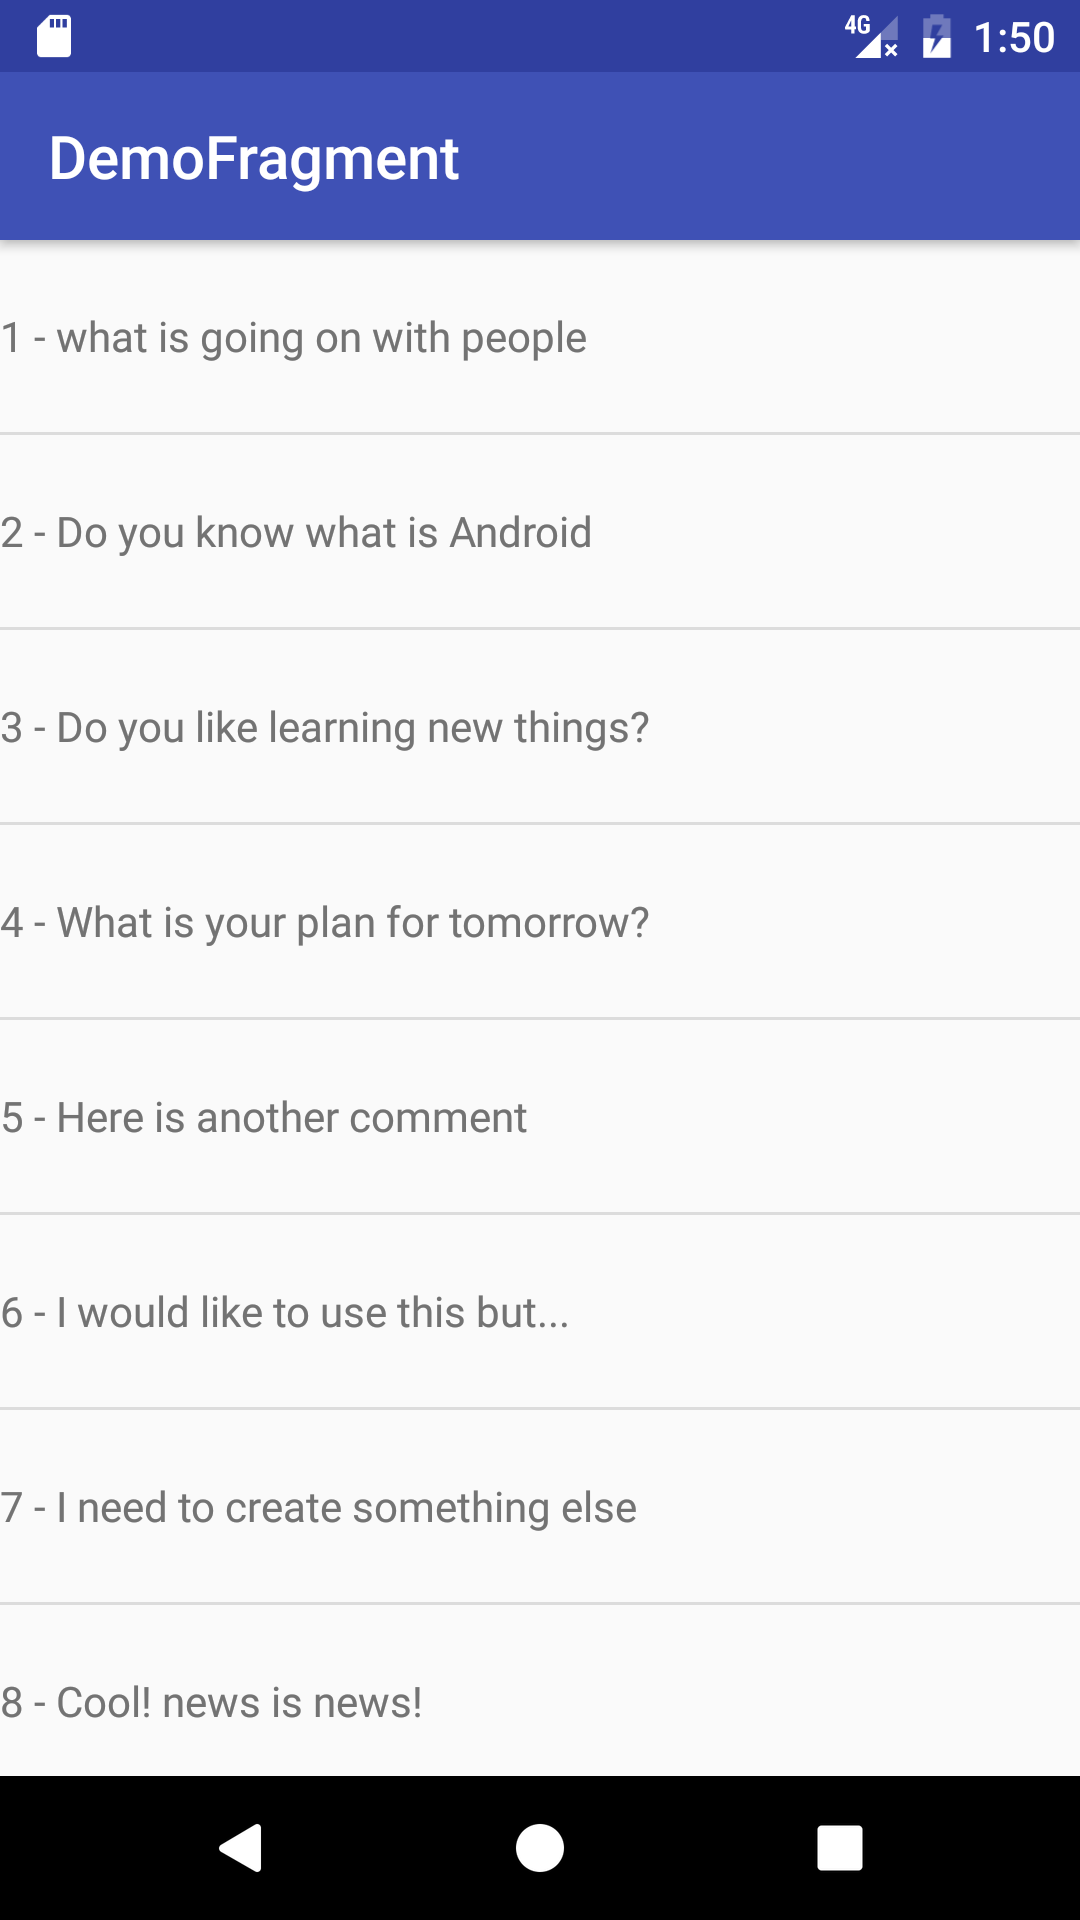 4G 1:50
DemoFragment
1 - what is going on with people
2 - Do you know what is Android
3 - Do you like learning new things?
4 - What is your plan for tomorrow?
5 - Here is another comment
6 - I would like to use this but...
7 - I need to create something else
8 - Cool! news is news!